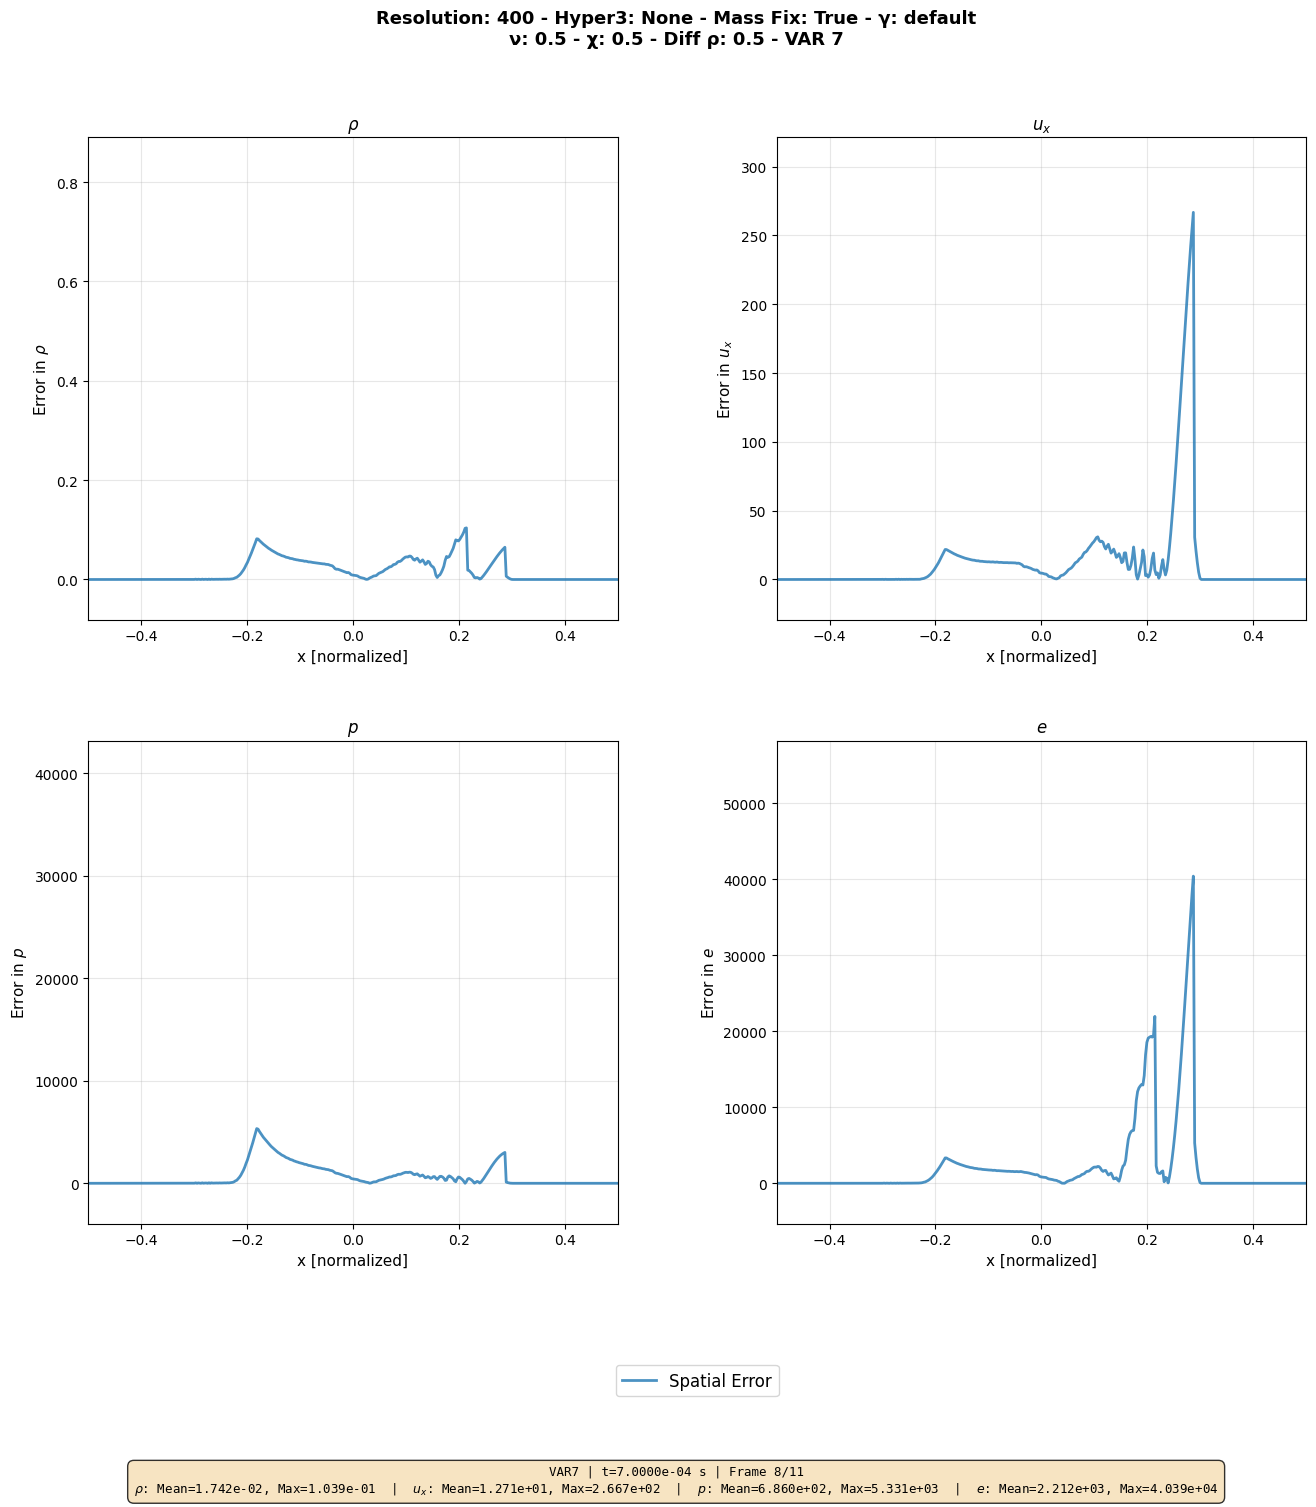 Resolution: 400 - Hyper3: None - Mass Fix: True - γ: default
ν: 0.5 - χ: 0.5 - Diff ρ: 0.5 - VAR 7
ρ
0.8
0.6
0.4
0.2
0.0
Error in ρ
−0.4 −0.2 0.0 0.2 0.4
x [normalized]
u_x
300
250
200
150
100
50
0
Error in u_x
−0.4 −0.2 0.0 0.2 0.4
x [normalized]
p
40000
30000
20000
10000
0
Error in p
−0.4 −0.2 0.0 0.2 0.4
x [normalized]
e
50000
40000
30000
20000
10000
0
Error in e
−0.4 −0.2 0.0 0.2 0.4
x [normalized]
Spatial Error
VAR7 | t=7.0000e-04 s | Frame 8/11
ρ: Mean=1.742e-02, Max=1.039e-01 | u_x: Mean=1.271e+01, Max=2.667e+02 | p: Mean=6.860e+02, Max=5.331e+03 | e: Mean=2.212e+03, Max=4.039e+04